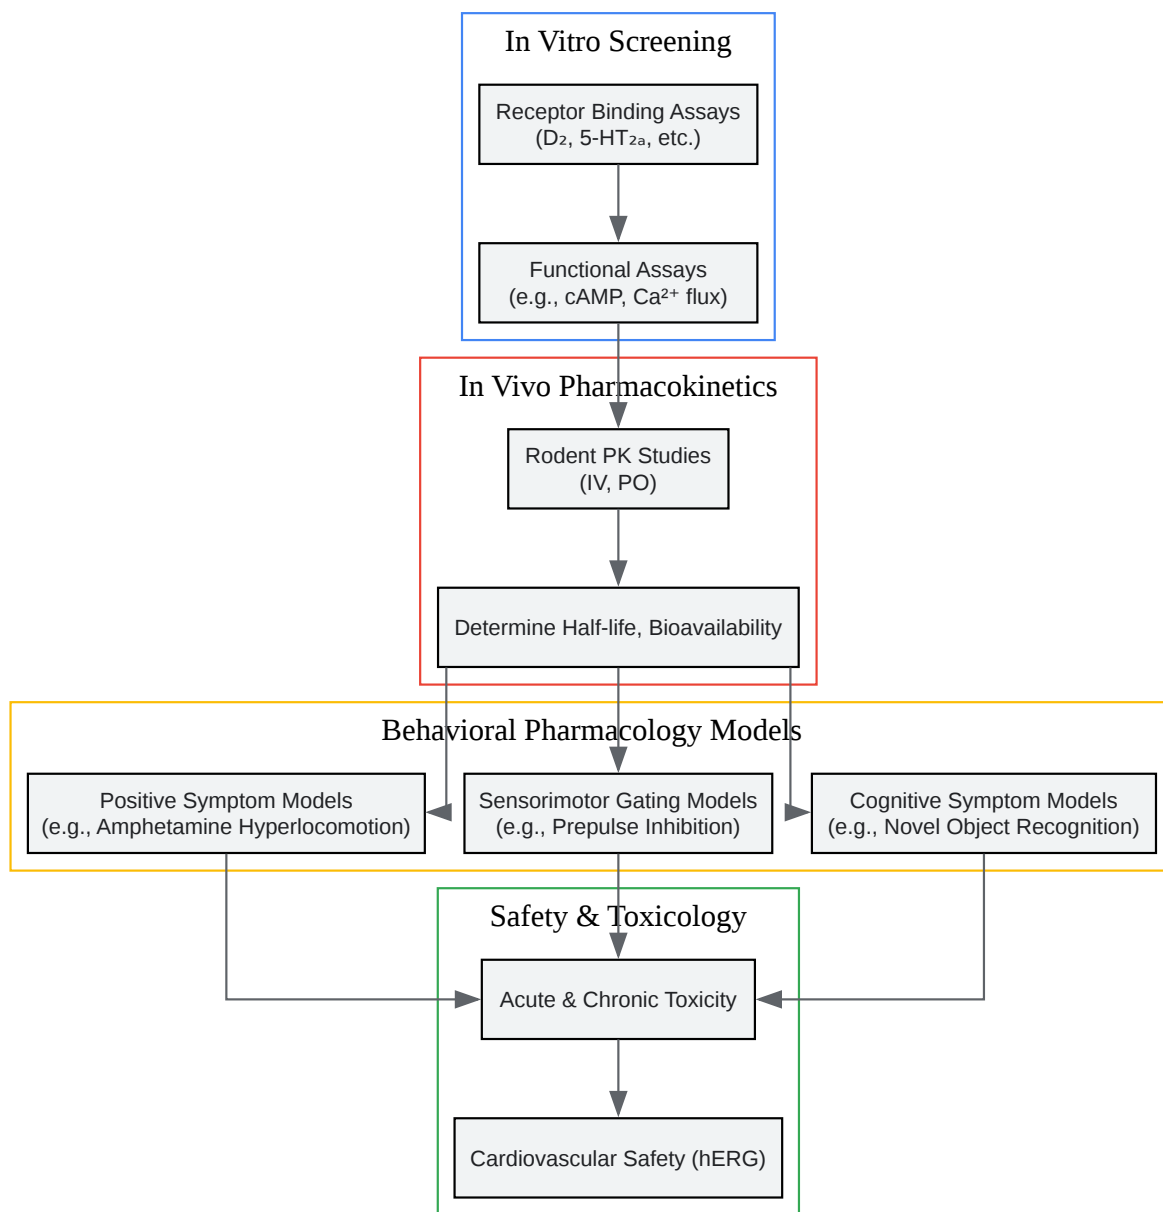 In Vitro Screening
Receptor Binding Assays
(D₂, 5-HT₂ₐ, etc.)
Functional Assays
(e.g., cAMP, Ca²⁺ flux)
In Vivo Pharmacokinetics
Rodent PK Studies
(IV, PO)
Determine Half-life, Bioavailability
Behavioral Pharmacology Models
Positive Symptom Models
(e.g., Amphetamine Hyperlocomotion)
Sensorimotor Gating Models
(e.g., Prepulse Inhibition)
Cognitive Symptom Models
(e.g., Novel Object Recognition)
Safety & Toxicology
Acute & Chronic Toxicity
Cardiovascular Safety (hERG)